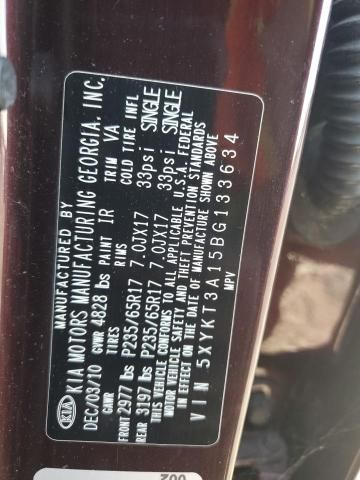 MANUFACTURED BY
KIA KIA MOTORS MANUFACTURING GEORGIA, INC.
DEC/03/10 GVWR 4828 lbs PAINT IR TRIM VA
GAWR TIRES RIMS COLD TIRE INFL
FRONT 2977 lbs P235/65R17 7.0JX17 33psi SINGLE
REAR 3197 lbs P235/65R17 7.0JX17 33psi SINGLE
THIS VEHICLE CONFORMS TO ALL APPLICABLE U.S.A. FEDERAL
MOTOR VEHICLE SAFETY AND THEFT PREVENTION STANDARDS
IN EFFECT ON THE DATE OF MANUFACTURE SHOWN ABOVE
VIN 5XYKT3A15BG133634
MPV
002